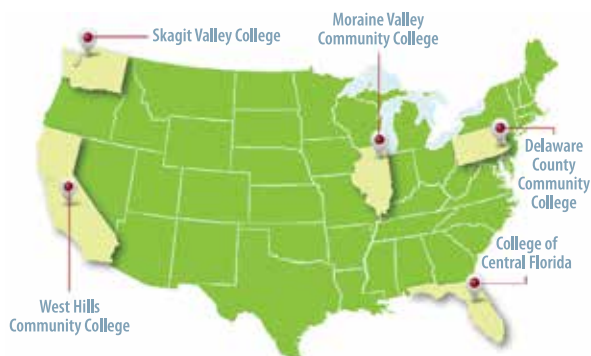 Skagit Valley College
Moraine Valley
Community College
Delaware
County
Community
College
College of
Central Florida
West Hills
Community College